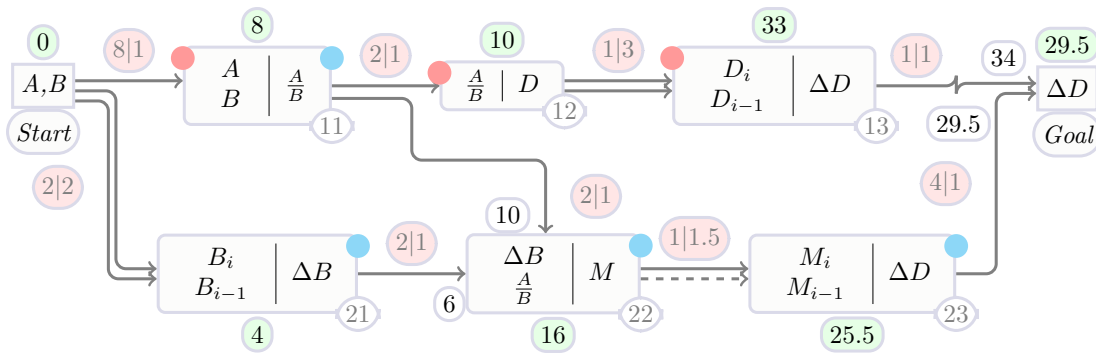 0
8
10
33
34
29.5
8|1
2|1
1|3
1|1
A,B
A
B
A
B
A
B
D
D_i
D_{i-1}
ΔD
ΔD
11
12
13
29.5
Start
Goal
2|2
2|1
4|1
10
2|1
1|1.5
B_i
B_{i-1}
ΔB
ΔB
A
B
M
M_i
M_{i-1}
ΔD
6
21
22
23
4
16
25.5